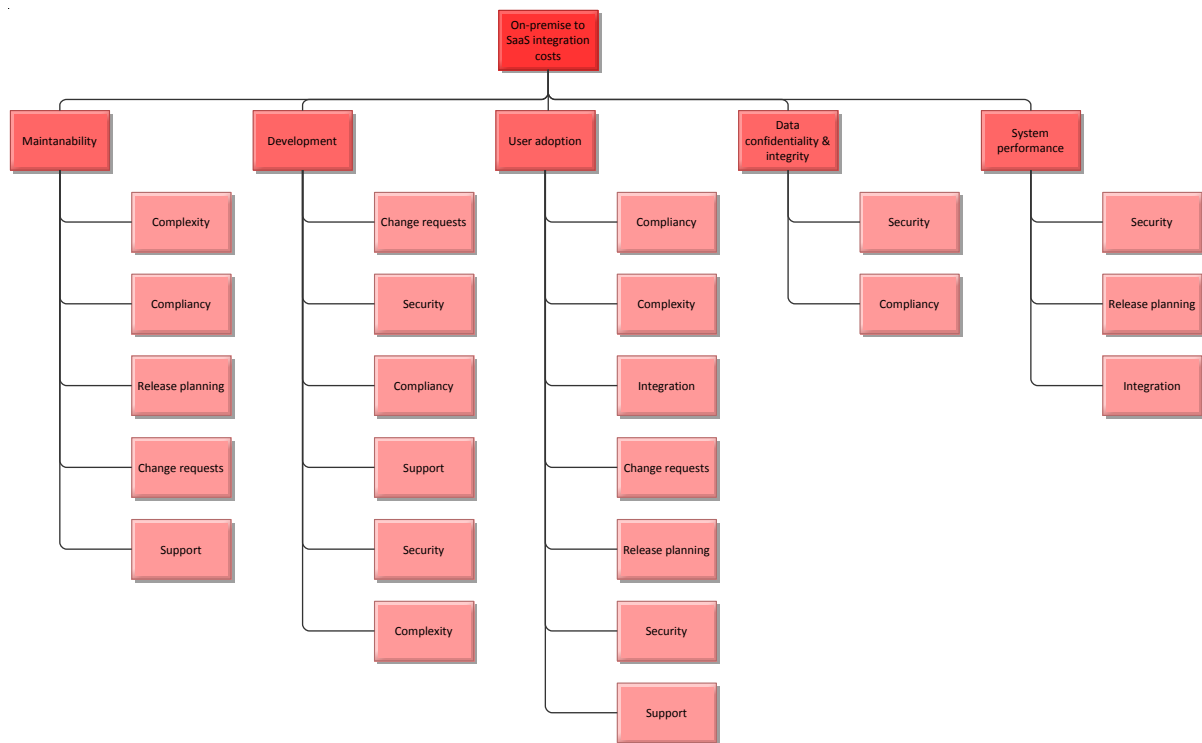 On-premise to
SaaS integration
costs
Maintanability
Development
User adoption
Data
confidentiality &
integrity
System
performance
Complexity
Compliancy
Release planning
Change requests
Support
Change requests
Security
Compliancy
Support
Security
Complexity
Compliancy
Complexity
Integration
Change requests
Release planning
Security
Support
Security
Compliancy
Security
Release planning
Integration